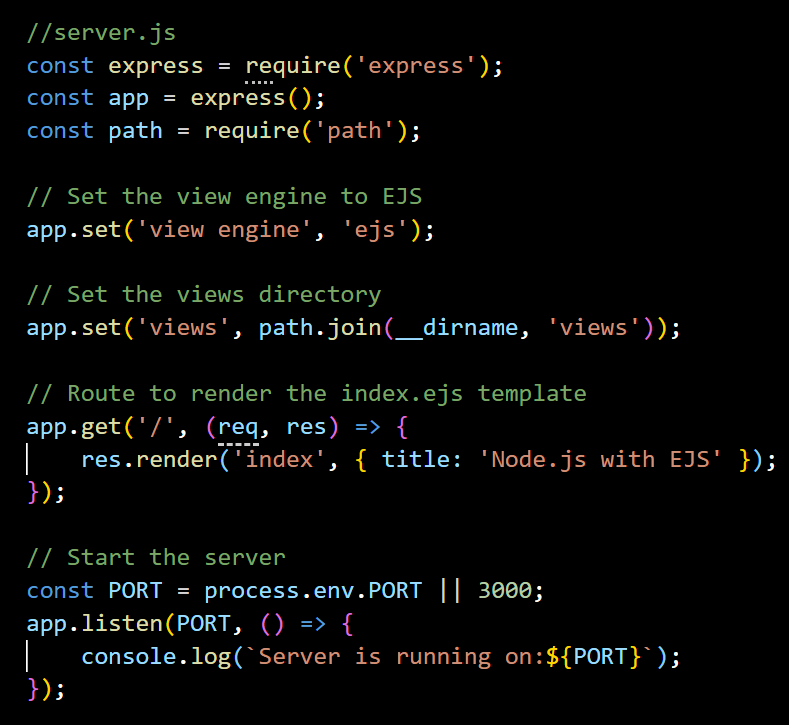 //server.js
const express = require('express');
const app = express();
const path = require('path');
// Set the view engine to EJS
app.set('view engine', 'ejs');
// Set the views directory
app.set('views', path.join(__dirname, 'views'));
// Route to render the index.ejs template
app.get('/', (req, res) => {
    res.render('index', { title: 'Node.js with EJS' });
});
// Start the server
const PORT = process.env.PORT || 3000;
app.listen(PORT, () => {
    console.log(`Server is running on:${PORT}`);
});